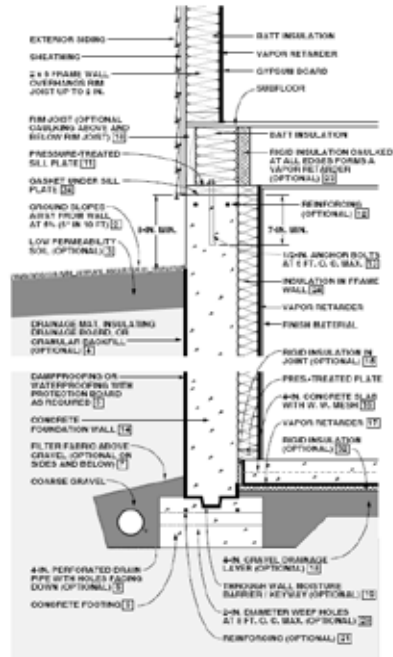 EXTERIOR SIDING
SHEATHING
2 x 6 FRAME WALL
OVERHANGS RIM
JOIST UP TO 2 IN.
RIM JOIST (OPTIONAL
CAULKING ABOVE AND
BELOW RIM JOIST)
PRESSURE-TREATED
SILL PLATE 11
GASKET UNDER SILL
PLATE
GROUND SLOPES
AWAY FROM WALL
AT 5% (6" IN 10 FT)
LOW PERMEABILITY
SOIL (OPTIONAL) 3
DRAINAGE MAT, INSULATING
DRAINAGE BOARD, OR
GRANULAR BACKFILL
(OPTIONAL) 4
DAMPPROOFING OR
WATERPROOFING WITH
PROTECTION BOARD
AS REQUIRED
CONCRETE
FOUNDATION WALL 14
FILTER FABRIC ABOVE
GRAVEL (OPTIONAL ON
SIDES AND BELOW) 7
COARSE GRAVEL
4-IN. PERFORATED DRAIN
PIPE WITH HOLES FACING
DOWN (OPTIONAL)
CONCRETE FOOTING
8-IN. MIN.
BATT INSULATION
VAPOR RETARDER
GYPSUM BOARD
SUBFLOOR
BATT INSULATION
RIGID INSULATION CAULKED
AT ALL EDGES FORMS A
VAPOR RETARDER
(OPTIONAL)
REINFORCING
(OPTIONAL) 12
7-IN. MIN.
1/2-IN. ANCHOR BOLTS
AT 6 FT. O. C. MAX.
INSULATION IN FRAME
WALL
VAPOR RETARDER
FINISH MATERIAL
RIGID INSULATION IN
JOINT (OPTIONAL)
PRES.-TREATED PLATE
4-IN. CONCRETE SLAB
WITH W. W. MESH
VAPOR RETARDER 17
RIGID INSULATION
(OPTIONAL)
4-IN. GRAVEL DRAINAGE
LAYER (OPTIONAL)
THROUGH WALL MOISTURE
BARRIER / KEYWAY (OPTIONAL)
2-IN. DIAMETER WEEP HOLES
AT 8 FT. O. C. MAX. (OPTIONAL)
REINFORCING (OPTIONAL) 21